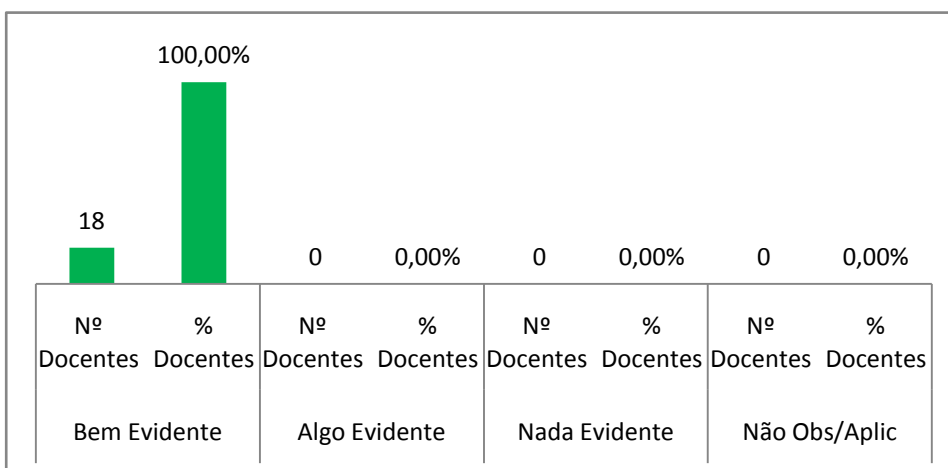 100,00%
18
0 0,00% 0 0,00% 0 0,00%
Nº % Nº % Nº % Nº %
Docentes Docentes Docentes Docentes Docentes Docentes Docentes Docentes
Bem Evidente Algo Evidente Nada Evidente Não Obs/Aplic